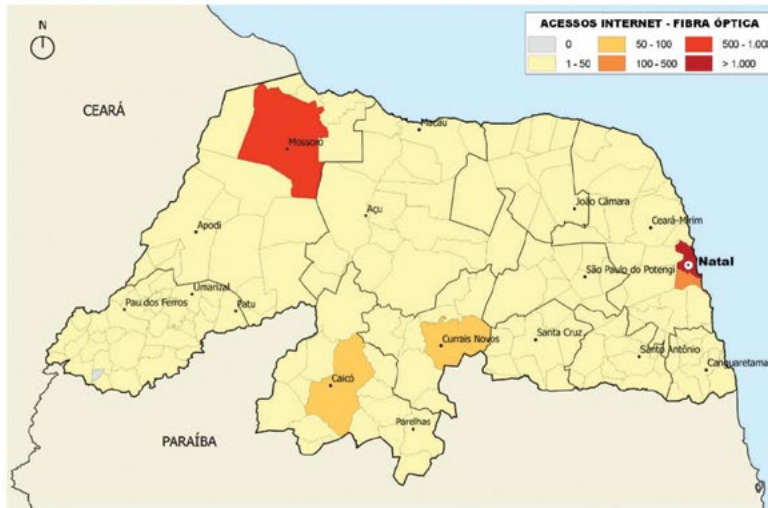 N
ACESSOS INTERNET - FIBRA ÓPTICA
0
50 - 100
500 - 1.000
1 - 50
100 - 500
> 1.000
CEARÁ
Mossoró
Macau
Açu
João Câmara
Ceará-Mirim
Apodi
Natal
São Paulo do Potengi
Umarizal
Pau dos Ferros
Patu
Currais Novos
Santa Cruz
Santo Antônio
Canguaretama
Caicó
Parelhas
PARAÍBA